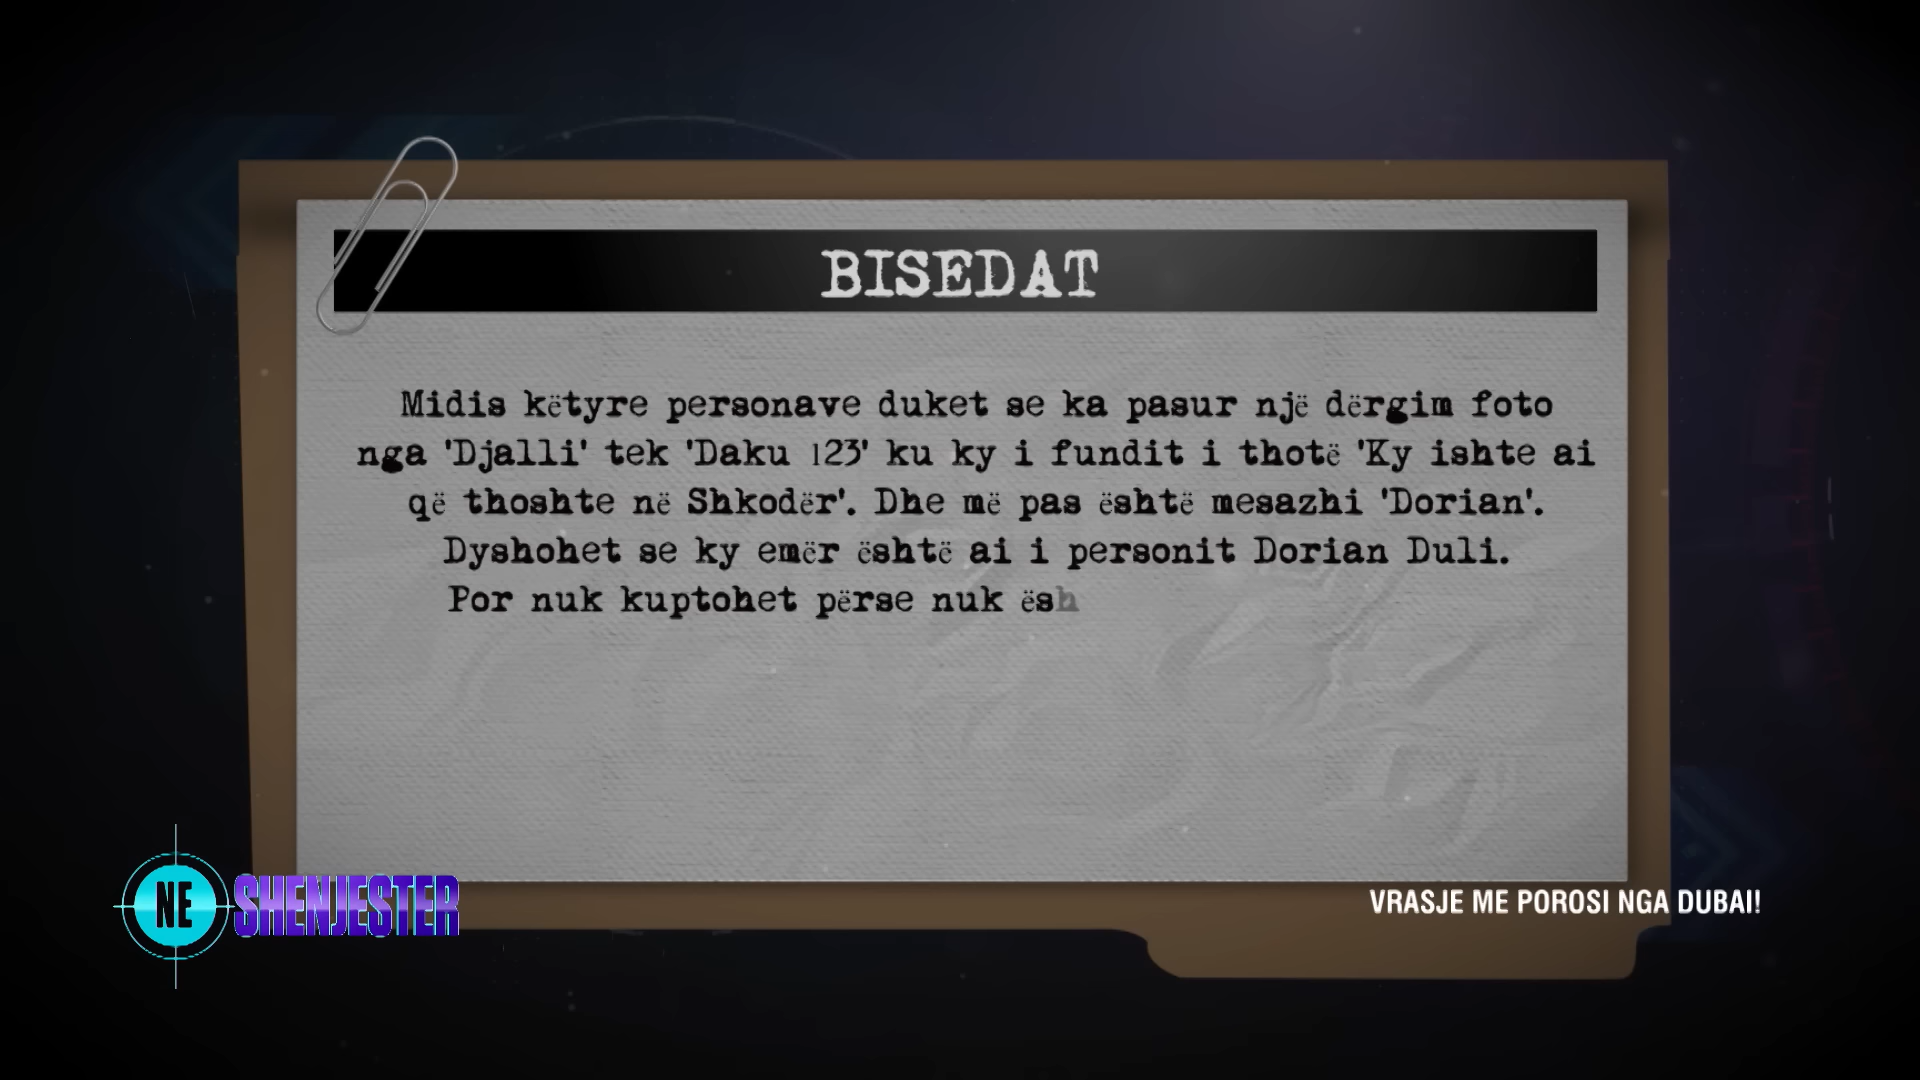 BISEDAT
Midis këtyre personave duket se ka pasur një dërgim foto
nga 'Djalli' tek 'Daku 123' ku ky i fundit i thotë 'Ky ishte ai
që thoshte në Shkodër'. Dhe më pas është mesazhi 'Dorian'.
Dyshohet se ky emër është ai i personit Dorian Duli.
Por nuk kuptohet përse nuk ësh
NE SHENJESTER
VRASJE ME POROSI NGA DUBAI!